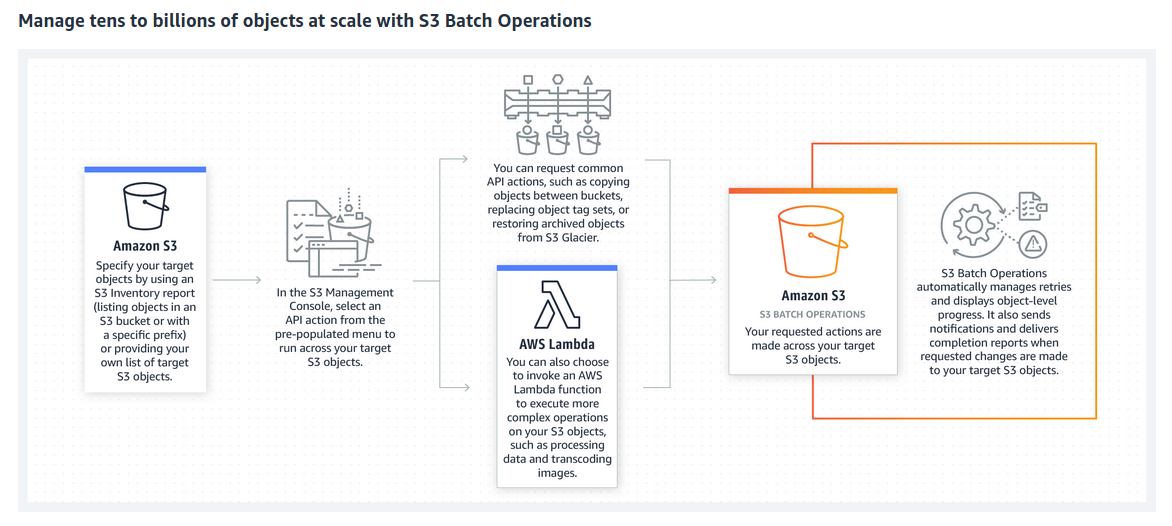 Manage tens to billions of objects at scale with S3 Batch Operations
Amazon S3
Specify your target
objects by using an
S3 Inventory report
(listing objects in an
S3 bucket or with
a specific prefix)
or providing your
own list of target
S3 objects.
In the S3 Management
Console, select an
API action from the
pre-populated menu to
run across your target
S3 objects.
You can request common
API actions, such as copying
objects between buckets,
replacing object tag sets, or
restoring archived objects
from S3 Glacier.
AWS Lambda
You can also choose
to invoke an AWS
Lambda function
to execute more
complex operations
on your S3 objects,
such as processing
data and transcoding
images.
Amazon S3
S3 BATCH OPERATIONS
Your requested actions are
made across your target
S3 objects.
S3 Batch Operations
automatically manages retries
and displays object-level
progress. It also sends
notifications and delivers
completion reports when
requested changes are made
to your target S3 objects.